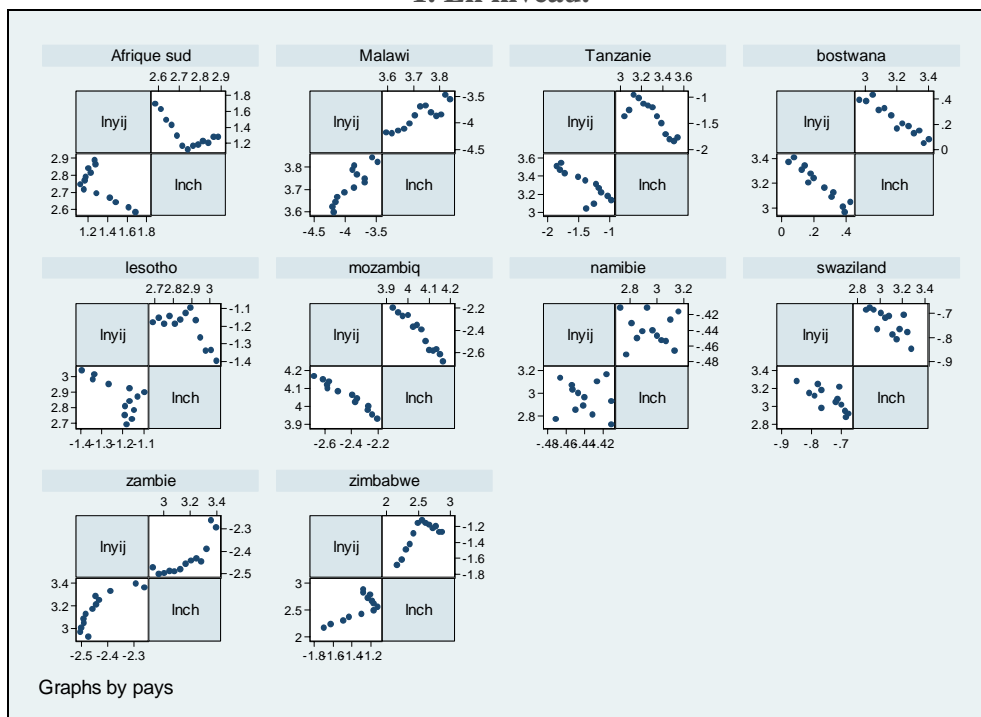 1. En niveau.
Afrique sud Malawi Tanzanie bostwana
2.6 2.7 2.8 2.9 3.6 3.7 3.8 3 3.2 3.4 3.6 3 3.2 3.4
lnyij 1.8 1.6 1.4 1.2 lnyij -3.5 -4 -4.5 lnyij -1 -1.5 -2 lnyij .4 .2 0
2.9 2.8 2.7 2.6 lnch 3.8 3.7 3.6 lnch 3.6 3.4 3.2 3 lnch 3.4 3.2 3 lnch
1.2 1.4 1.6 1.8 -4.5 -4 -3.5 -2 -1.5 -1 0 .2 .4
lesotho mozambiq namibie swaziland
2.7 2.8 2.9 3 3.9 4 4.1 4.2 2.8 3 3.2 2.8 3 3.2 3.4
lnyij -1.1 -1.2 -1.3 -1.4 lnyij -2.2 -2.4 -2.6 lnyij -.42 -.44 -.46 -.48 lnyij -.7 -.8 -.9
3 2.9 2.8 2.7 lnch 4.2 4.1 4 3.9 lnch 3.2 3 2.8 lnch 3.4 3.2 3 2.8 lnch
-1.4 -1.3 -1.2 -1.1 -2.6 -2.4 -2.2 -.48 -.46 -.44 -.42 -.9 -.8 -.7
zambie zimbabwe
3 3.2 3.4 2 2.5 3
lnyij -2.3 -2.4 -2.5 lnyij -1.2 -1.4 -1.6 -1.8
3.4 3.2 3 lnch 3 2.5 2 lnch
-2.5 -2.4 -2.3 -1.8 -1.6 -1.4 -1.2
Graphs by pays